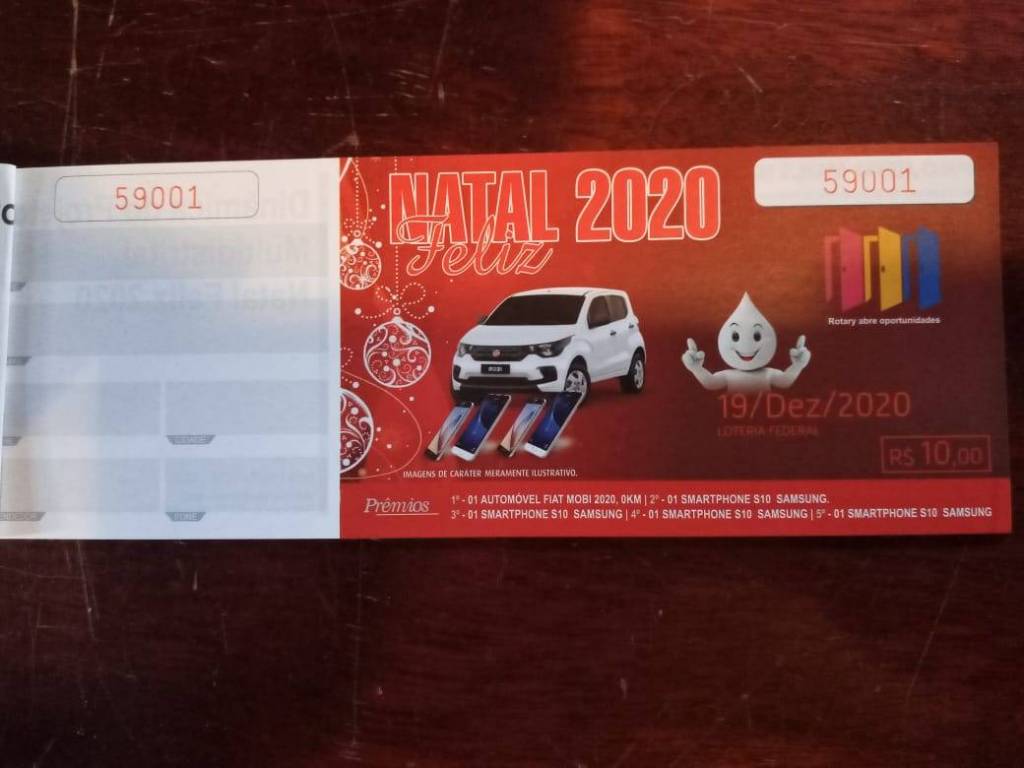 59001
CIDADE
NATAL 2020
Feliz
59001
Rotary abre oportunidades
19/Dez/2020
LOTERIA FEDERAL
R$ 10,00
IMAGENS DE CARÁTER MERAMENTE ILUSTRATIVO.
Prêmios
1º - 01 AUTOMÓVEL FIAT MOBI 2020, 0KM | 2º - 01 SMARTPHONE S10 SAMSUNG.
3º - 01 SMARTPHONE S10 SAMSUNG | 4º - 01 SMARTPHONE S10 SAMSUNG | 5º - 01 SMARTPHONE S10 SAMSUNG